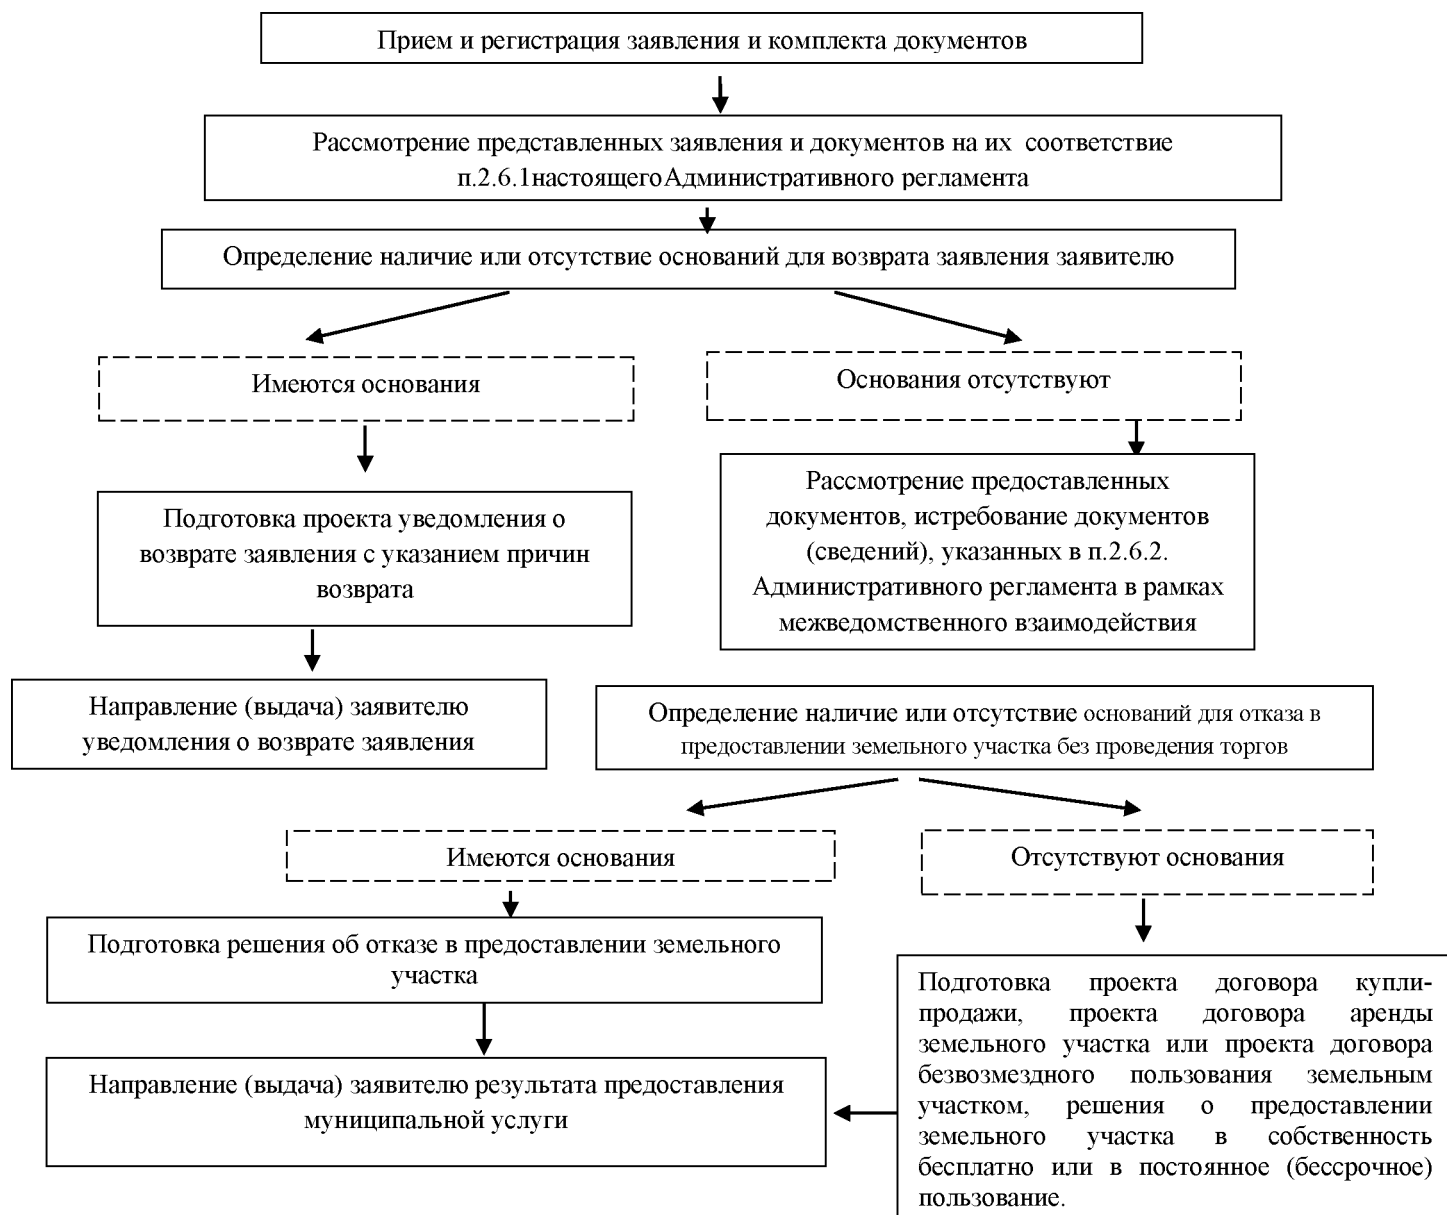 Прием и регистрация заявления и комплекта документов
Рассмотрение представленных заявления и документов на их соответствие
п.2.6.1настоящегоАдминистративного регламента
Определение наличие или отсутствие оснований для возврата заявления заявителю
Имеются основания
Основания отсутствуют
Подготовка проекта уведомления о
возврате заявления с указанием причин
возврата
Рассмотрение предоставленных
документов, истребование документов
(сведений), указанных в п.2.6.2.
Административного регламента в рамках
межведомственного взаимодействия
Направление (выдача) заявителю
уведомления о возврате заявления
Определение наличие или отсутствие оснований для отказа в
предоставлении земельного участка без проведения торгов
Имеются основания
Отсутствуют основания
Подготовка решения об отказе в предоставлении земельного
участка
Направление (выдача) заявителю результата предоставления
муниципальной услуги
Подготовка проекта договора купли-
продажи, проекта договора аренды
земельного участка или проекта договора
безвозмездного пользования земельным
участком, решения о предоставлении
земельного участка в собственность
бесплатно или в постоянное (бессрочное)
пользование.